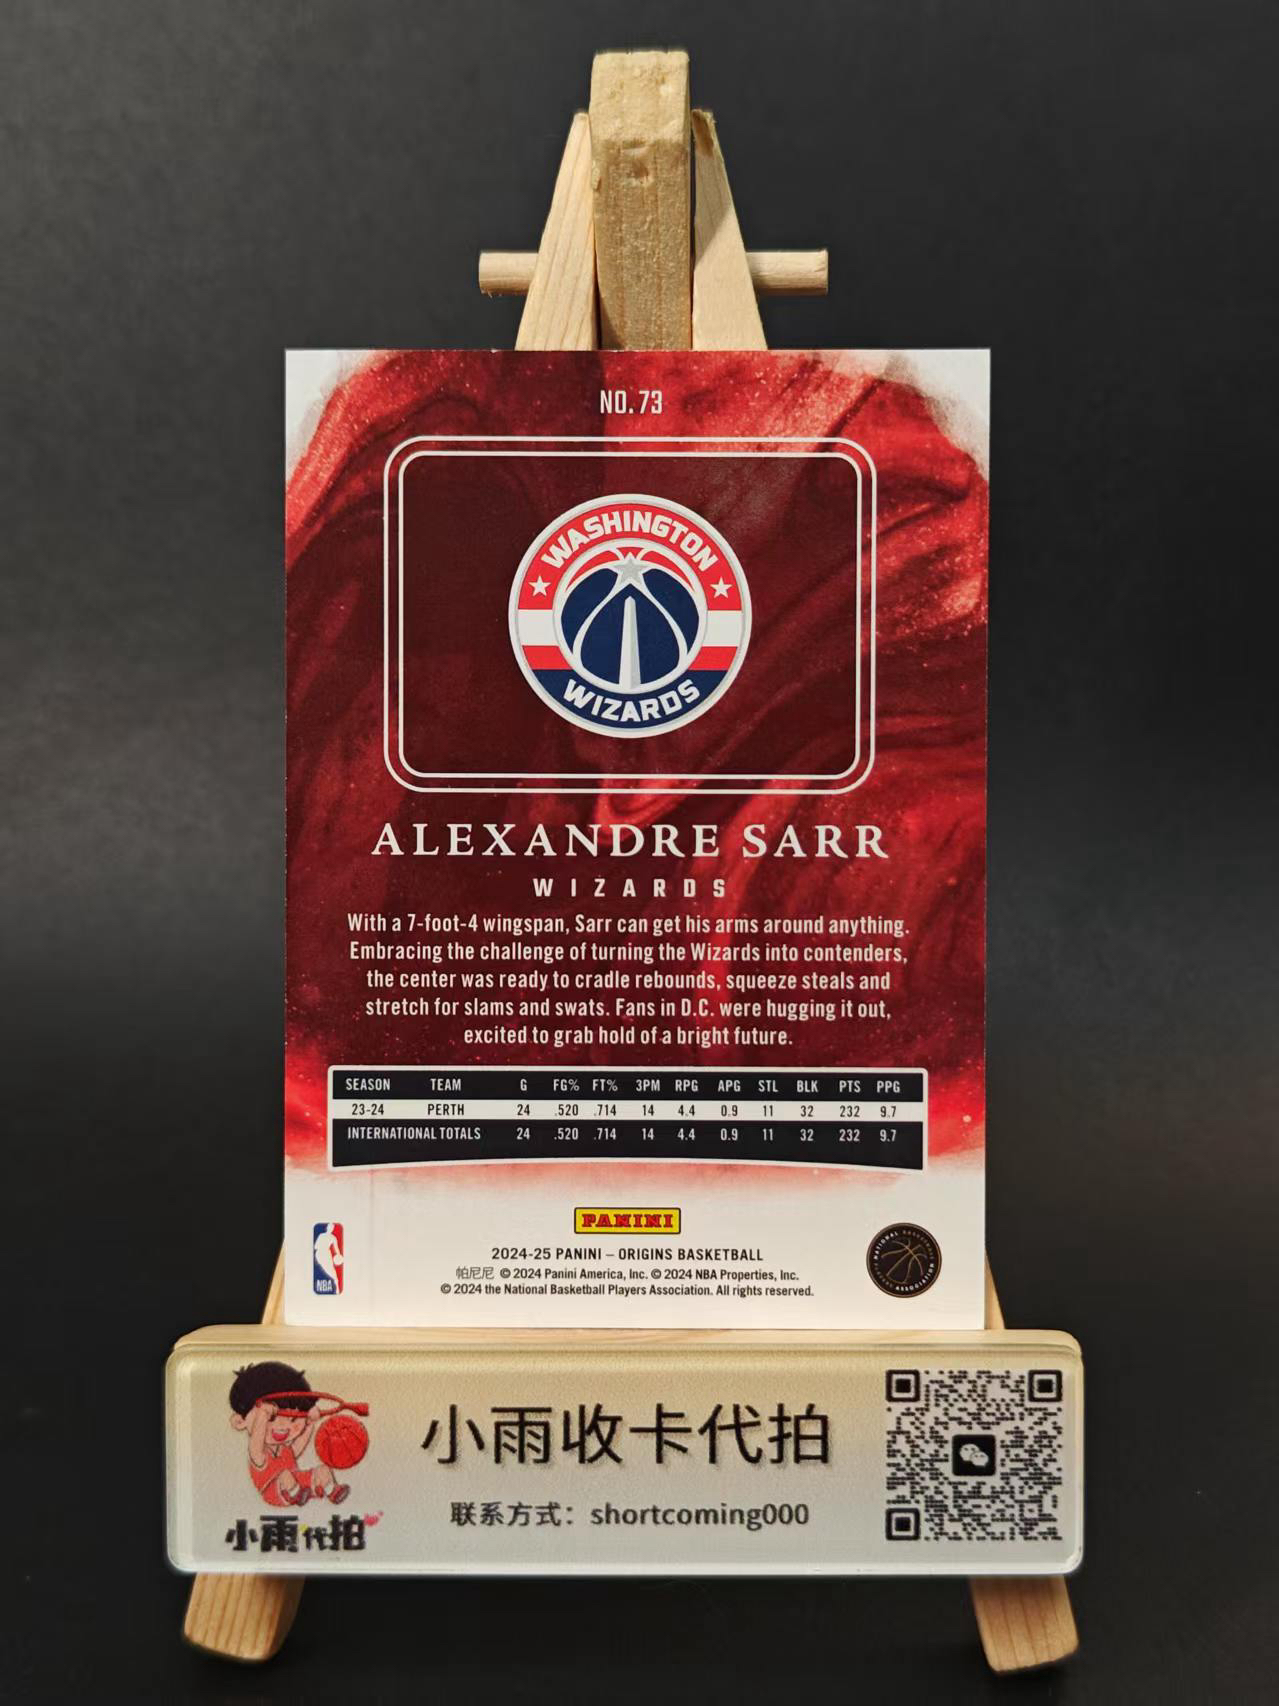 NO. 73
WASHINGTON
WIZARDS
ALEXANDRE SARR
WIZARDS
With a 7-foot-4 wingspan, Sarr can get his arms around anything.
Embracing the challenge of turning the Wizards into contenders,
the center was ready to cradle rebounds, squeeze steals and
stretch for slams and swats. Fans in D.C. were hugging it out,
excited to grab hold of a bright future.
SEASON TEAM G FG% FT% 3PM RPG APG STL BLK PTS PPG
23-24 PERTH 24 .520 .714 14 4.4 0.9 11 32 232 9.7
INTERNATIONAL TOTALS 24 .520 .714 14 4.4 0.9 11 32 232 9.7
PANINI
2024-25 PANINI – ORIGINS BASKETBALL
帕尼尼 © 2024 Panini America, Inc. © 2024 NBA Properties, Inc.
© 2024 the National Basketball Players Association. All rights reserved.
NBA
NATIONAL BASKETBALL PLAYERS ASSOCIATION
小雨收卡代拍
联系方式：shortcoming000
小雨代拍